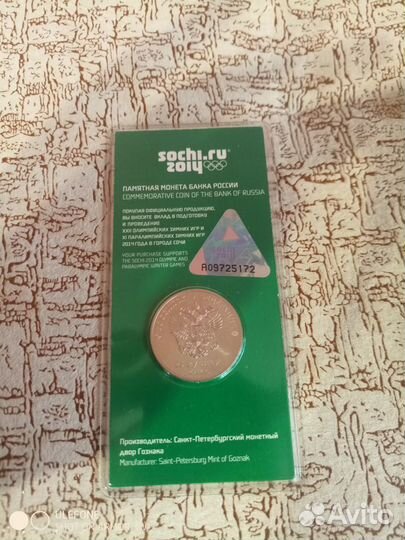 sochi.ru
2014
ПАМЯТНАЯ МОНЕТА БАНКА РОССИИ
COMMEMORATIVE COIN OF THE BANK OF RUSSIA
ПОКУПАЯ ОФИЦИАЛЬНУЮ ПРОДУКЦИЮ,
ВЫ ВНОСИТЕ ВКЛАД В ПОДГОТОВКУ
И ПРОВЕДЕНИЕ
XXII ОЛИМПИЙСКИХ ЗИМНИХ ИГР И
XI ПАРАЛИМПИЙСКИХ ЗИМНИХ ИГР
2014 ГОДА В ГОРОДЕ СОЧИ
YOUR PURCHASE SUPPORTS
THE SOCHI 2014 OLYMPIC AND
PARALYMPIC WINTER GAMES
A09725172
Производитель: Санкт-Петербургский монетный
двор Гознака
Manufacturer: Saint-Petersburg Mint of Goznak
ULEFONE
Avito